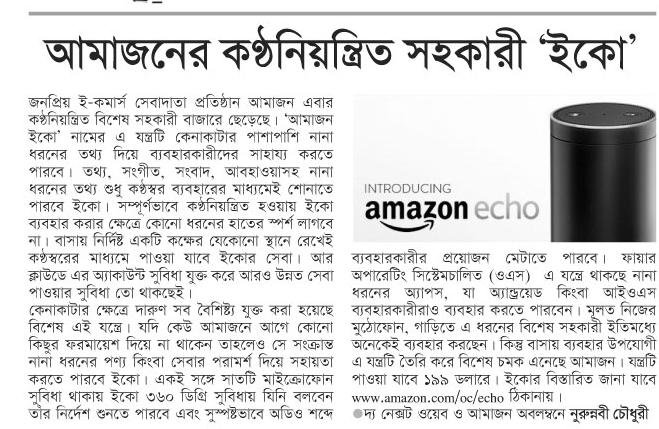 আমাজনের কণ্ঠনিয়ন্ত্রিত সহকারী ‘ইকো’
জনপ্রিয় ই-কমার্স সেবাদাতা প্রতিষ্ঠান আমাজন এবার
কণ্ঠনিয়ন্ত্রিত বিশেষ সহকারী বাজারে ছেড়েছে। ‘আমাজন
ইকো’ নামের এ যন্ত্রটি কেনাকাটার পাশাপাশি নানা
ধরনের তথ্য দিয়ে ব্যবহারকারীদের সাহায্য করতে
পারবে। তথ্য, সংগীত, সংবাদ, আবহাওয়াসহ নানা
ধরনের তথ্য শুধু কণ্ঠস্বর ব্যবহারের মাধ্যমেই শোনাতে
পারবে ইকো। সম্পূর্ণভাবে কণ্ঠনিয়ন্ত্রিত হওয়ায় ইকো
ব্যবহার করার ক্ষেত্রে কোনো ধরনের হাতের স্পর্শ লাগবে
না। বাসায় নির্দিষ্ট একটি কক্ষের যেকোনো স্থানে রেখেই
কণ্ঠস্বরের মাধ্যমে পাওয়া যাবে ইকোর সেবা। আর
ক্লাউডে এর অ্যাকাউন্ট সুবিধা যুক্ত করে আরও উন্নত সেবা
পাওয়ার সুবিধা তো থাকছেই।
কেনাকাটার ক্ষেত্রে দারুণ সব বৈশিষ্ট্য যুক্ত করা হয়েছে
বিশেষ এই যন্ত্রে। যদি কেউ আমাজনে আগে কোনো
কিছুর ফরমায়েশ দিয়ে না থাকেন তাহলেও সে সংক্রান্ত
নানা ধরনের পণ্য কিংবা সেবার পরামর্শ দিয়ে সহায়তা
করতে পারবে ইকো। একই সঙ্গে সাতটি মাইক্রোফোন
সুবিধা থাকায় ইকো ৩৬০ ডিগ্রি সুবিধায় যিনি বলবেন
তাঁর নির্দেশ শুনতে পারবে এবং সুস্পষ্টভাবে অডিও শব্দে
INTRODUCING
amazon echo
ব্যবহারকারীর প্রয়োজন মেটাতে পারবে। ফায়ার
অপারেটিং সিস্টেমচালিত (ওএস) এ যন্ত্রে থাকছে নানা
ধরনের অ্যাপস, যা অ্যান্ড্রয়েড কিংবা আইওএস
ব্যবহারকারীরাও ব্যবহার করতে পারবেন। মূলত নিজের
মুঠোফোন, গাড়িতে এ ধরনের বিশেষ সহকারী ইতিমধ্যে
অনেকেই ব্যবহার করছেন। কিন্তু বাসায় ব্যবহার উপযোগী
এ যন্ত্রটি তৈরি করে বিশেষ চমক এনেছে আমাজন। যন্ত্রটি
পাওয়া যাবে ১৯৯ ডলারে। ইকোর বিস্তারিত জানা যাবে
www.amazon.com/oc/echo ঠিকানায়।
●দ্য নেক্সট ওয়েব ও আমাজন অবলম্বনে নুরুন্নবী চৌধুরী